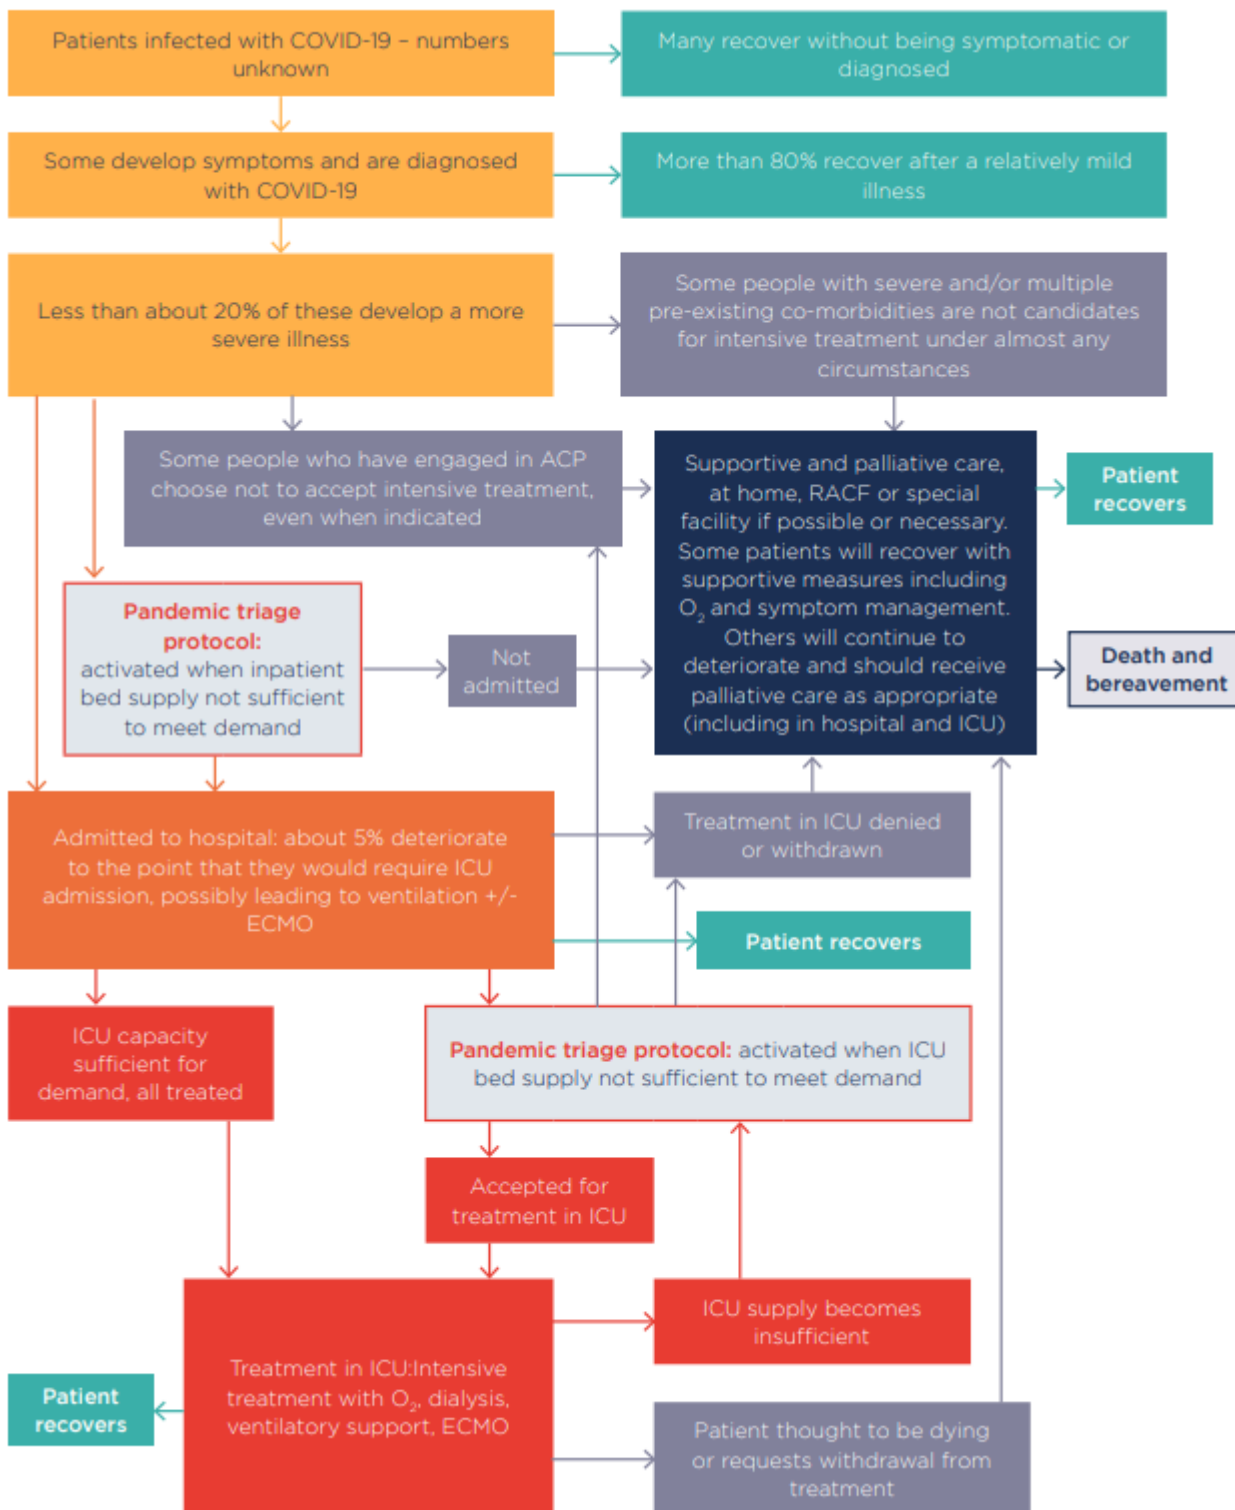 Patients infected with COVID-19 – numbers
unknown
Many recover without being symptomatic or
diagnosed
Some develop symptoms and are diagnosed
with COVID-19
More than 80% recover after a relatively mild
illness
Less than about 20% of these develop a more
severe illness
Some people with severe and/or multiple
pre-existing co-morbidities are not candidates
for intensive treatment under almost any
circumstances
Some people who have engaged in ACP
choose not to accept intensive treatment,
even when indicated
Supportive and palliative care,
at home, RACF or special
facility if possible or necessary.
Some patients will recover with
supportive measures including
O₂ and symptom management.
Others will continue to
deteriorate and should receive
palliative care as appropriate
(including in hospital and ICU)
Patient
recovers
Pandemic triage
protocol:
activated when inpatient
bed supply not sufficient
to meet demand
Not
admitted
Death and
bereavement
Admitted to hospital: about 5% deteriorate
to the point that they would require ICU
admission, possibly leading to ventilation +/-
ECMO
Treatment in ICU denied
or withdrawn
Patient recovers
ICU capacity
sufficient for
demand, all treated
Pandemic triage protocol: activated when ICU
bed supply not sufficient to meet demand
Accepted for
treatment in ICU
ICU supply becomes
insufficient
Treatment in ICU:Intensive
treatment with O₂, dialysis,
ventilatory support, ECMO
Patient
recovers
Patient thought to be dying
or requests withdrawal from
treatment